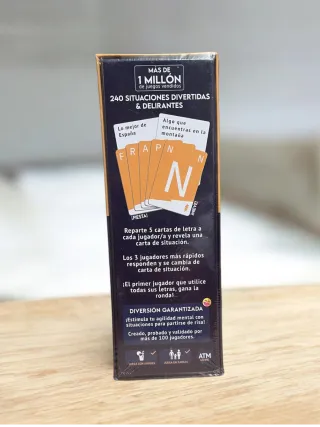 MÁS DE
1 MILLÓN
de juegos vendidos
240 SITUACIONES DIVERTIDAS
& DELIRANTES
Lo mejor de
España
Algo que
encuentras en la
montaña
E R A P N N
N
¡FIESTA!
Reparte 5 cartas de letra a
cada jugador/a y revela una
carta de situación.
Los 3 jugadores más rápidos
responden y se cambia de
carta de situación.
¡El primer jugador que utilice
todas sus letras, gana la
ronda!
DIVERSIÓN GARANTIZADA
¡Estimula tu agilidad mental con
situaciones para partirse de risa!
Creado, probado y validado por
más de 100 jugadores.
ATM